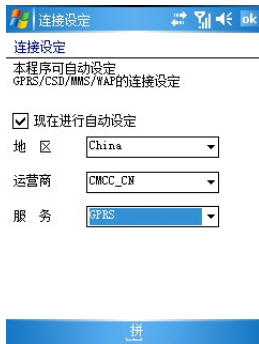 连接设定
ok
连接设定
本程序可自动设定
GPRS/CSD/MMS/WAP的连接设定
现在进行自动设定
地 区 China
运营商 CMCC_CN
服 务 GPRS
拼